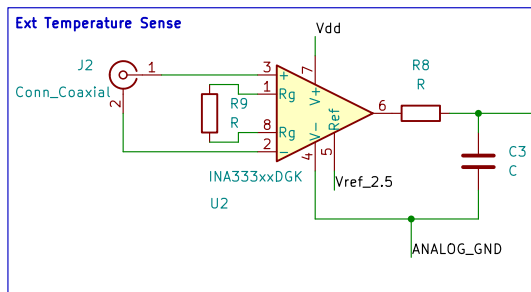 Ext Temperature Sense
Vdd
J2
Conn_Coaxial
1
2
R9
R
3
+
1
Rg
8
Rg
2
-
7
V+
V-
4
Ref
5
6
INA333xxDGK
U2
Vref_2.5
R8
R
C3
C
ANALOG_GND